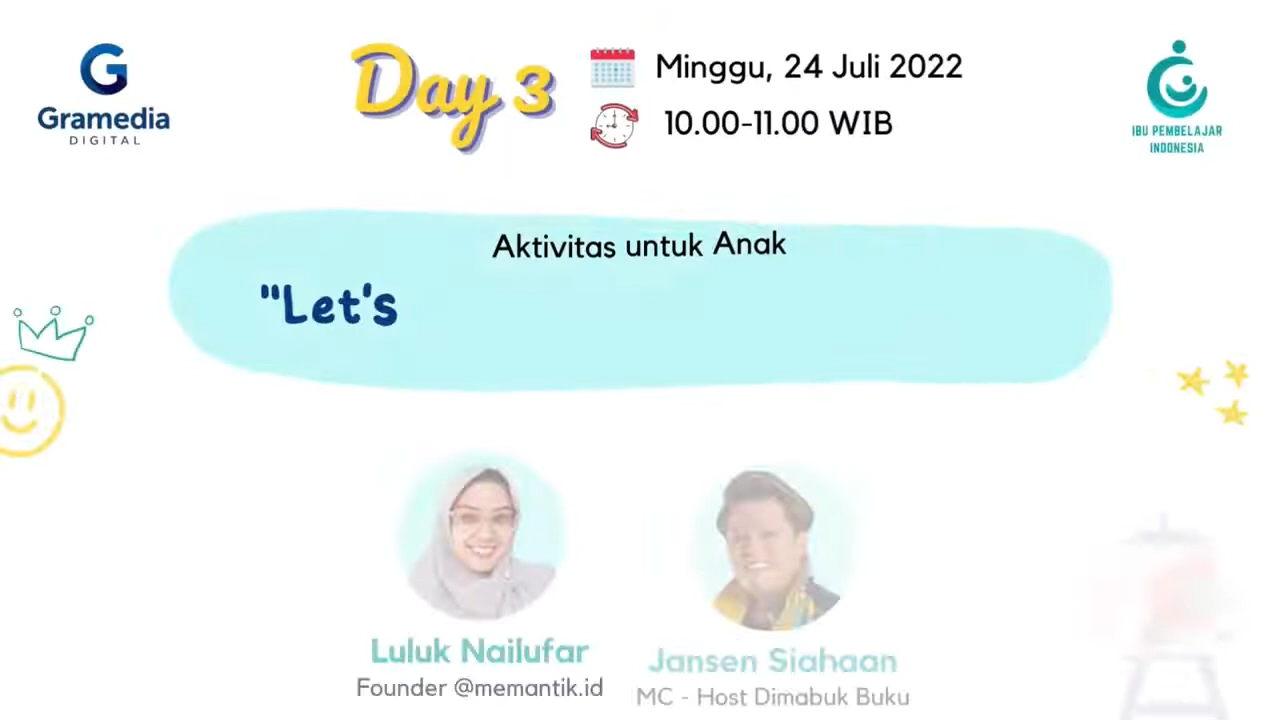 Gramedia
DIGITAL
Day 3
Minggu, 24 Juli 2022
10.00-11.00 WIB
IBU PEMBELAJAR
INDONESIA
Aktivitas untuk Anak
"Let's
Luluk Nailufar
Founder @memantik.id
Jansen Siahaan
MC - Host Dimabuk Buku